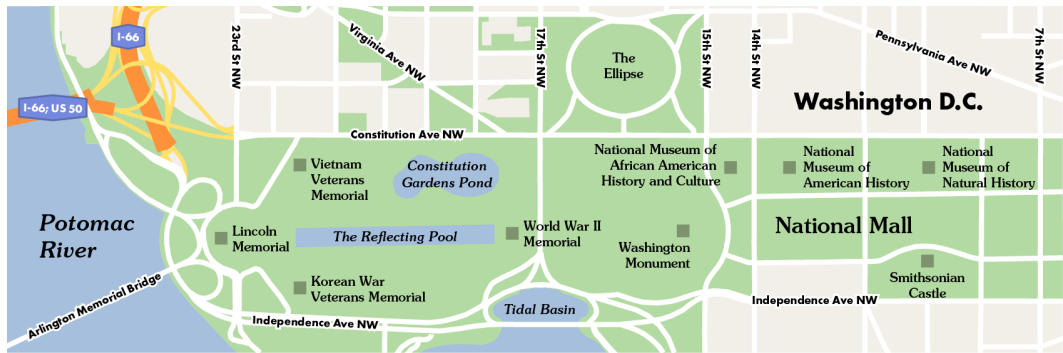 I-66
I-66; US 50
23rd St NW
Virginia Ave NW
17th St NW
The
Ellipse
15th St NW
14th St NW
Pennsylvania Ave NW
7th St NW
Washington D.C.
Constitution Ave NW
Vietnam
Veterans
Memorial
Constitution
Gardens Pond
National Museum of
African American
History and Culture
National
Museum of
American History
National
Museum of
Natural History
Potomac
River
Lincoln
Memorial
The Reflecting Pool
World War II
Memorial
Washington
Monument
National Mall
Korean War
Veterans Memorial
Smithsonian
Castle
Arlington Memorial Bridge
Independence Ave NW
Tidal Basin
Independence Ave NW